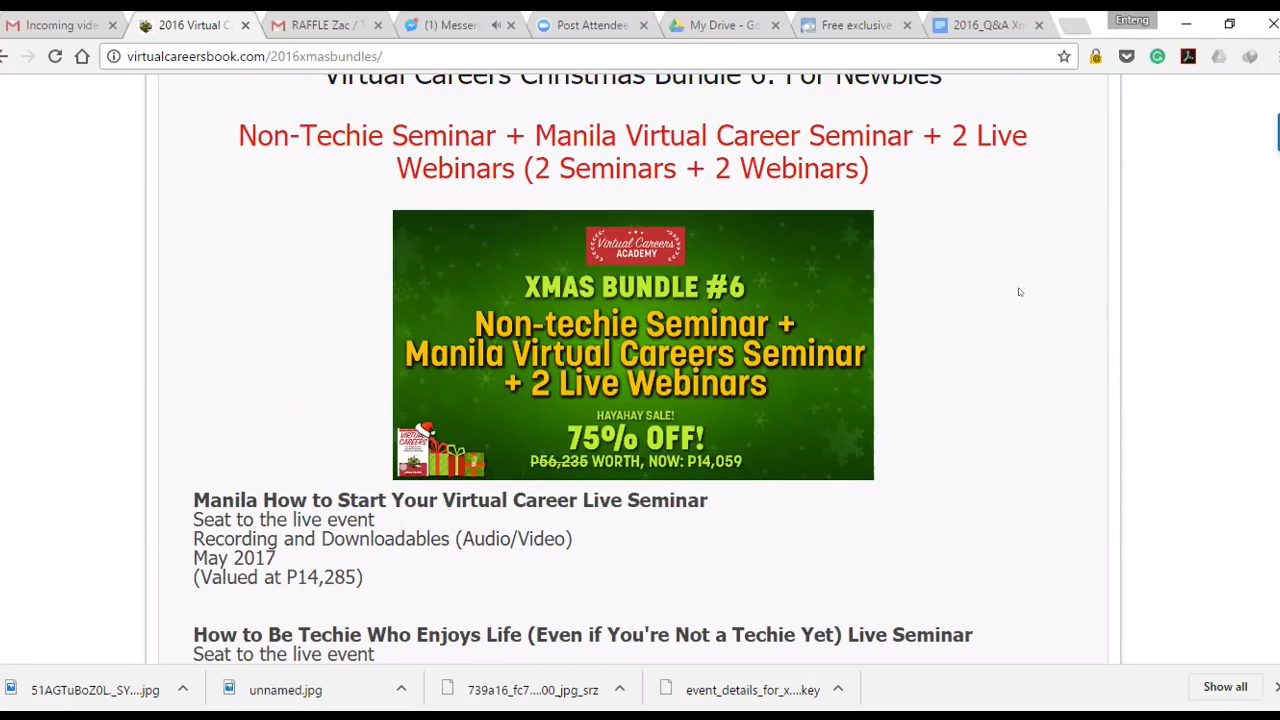 Incoming vide
2016 Virtual C
RAFFLE Zac / T
(1) Messen
Post Attendee
My Drive - Go
Free exclusive
2016_Q&A Xm
Enteng
virtualcareersbook.com/2016xmasbundles/
Virtual Careers Christmas Bundle 6: For Newbies
Non-Techie Seminar + Manila Virtual Career Seminar + 2 Live
Webinars (2 Seminars + 2 Webinars)
Virtual Careers
ACADEMY
XMAS BUNDLE #6
Non-techie Seminar +
Manila Virtual Careers Seminar
+ 2 Live Webinars
HAYAHAY SALE!
75% OFF!
P56,235 WORTH, NOW: P14,059
VIRTUAL
CAREERS
Manila How to Start Your Virtual Career Live Seminar
Seat to the live event
Recording and Downloadables (Audio/Video)
May 2017
(Valued at P14,285)
How to Be Techie Who Enjoys Life (Even if You're Not a Techie Yet) Live Seminar
Seat to the live event
51AGTuBoZ0L._SY....jpg
unnamed.jpg
739a16_fc7....00_jpg_srz
event_details_for_x....key
Show all